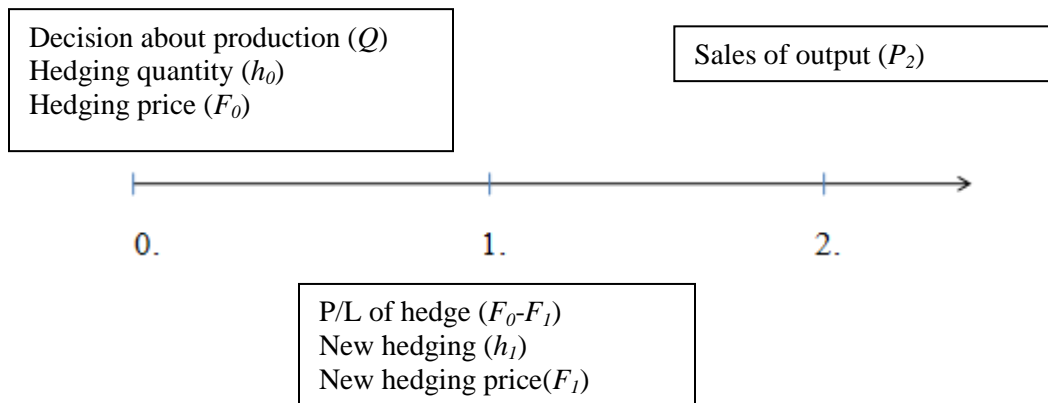 Decision about production (Q)
Hedging quantity (h0)
Hedging price (F0)
Sales of output (P2)
0.
1.
2.
P/L of hedge (F0-F1)
New hedging (h1)
New hedging price(F1)